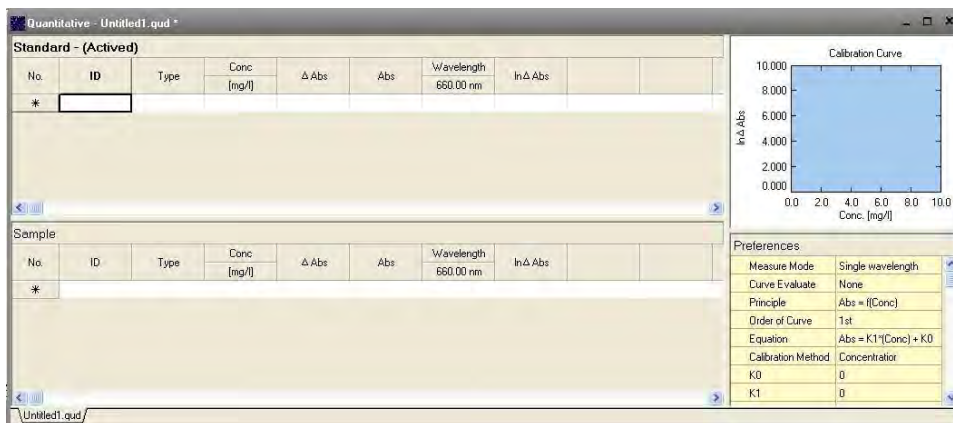 Quantitative - Untitled1.qud *
Standard - (Actived)
No. ID Type Conc Δ Abs Abs Wavelength lnΔ Abs
[mg/l] 660.00 nm
*
Sample
No. ID Type Conc Δ Abs Abs Wavelength lnΔ Abs
[mg/l] 660.00 nm
*
Untitled1.qud
Calibration Curve
lnΔ Abs
10.000
8.000
6.000
4.000
2.000
0.000
0.0 2.0 4.0 6.0 8.0 10.0
Conc. [mg/l]
Preferences
Measure Mode Single wavelength
Curve Evaluate None
Principle Abs = f(Conc)
Order of Curve 1st
Equation Abs = K1*(Conc) + K0
Calibration Method Concentratior
K0 0
K1 0